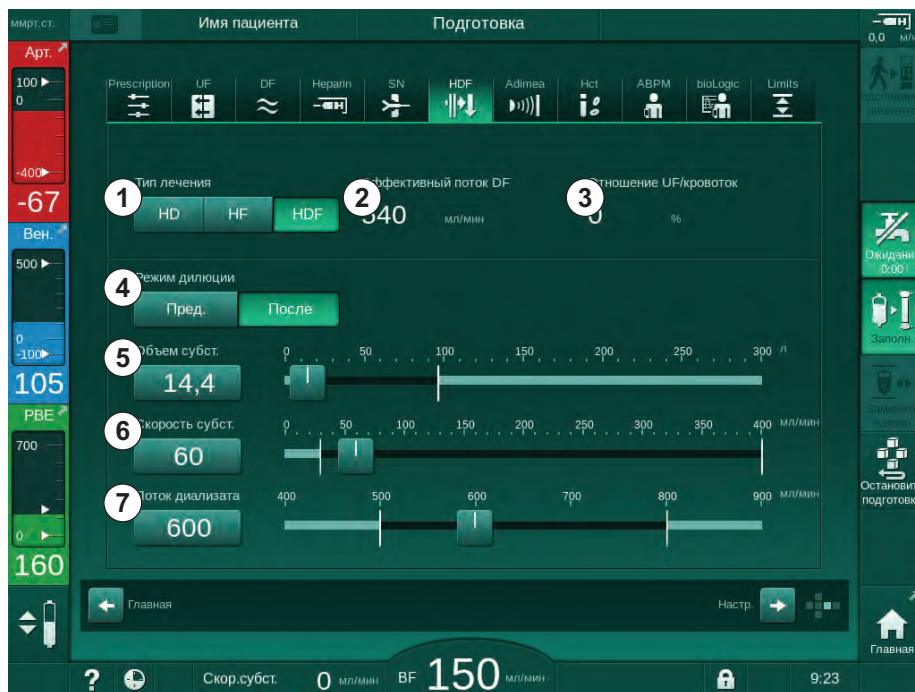 ммрт.ст.
Имя пациента
Подготовка
0,0 м/ч
Арт.
100
0
-400
-67
Вен.
500
0
-100
105
PBE
700
0
160
Prescription
UF
DF
Heparin
SN
HDF
Adimea
Hct
ABPM
bioLogic
Limits
1
Тип лечения
HD
HF
HDF
2
Эффективный поток DF
540 мл/мин
3
Отношение UF/кровоток
0 %
4
Режим дилюции
Пред.
После
5
Объем субст.
14,4
0 50 100 150 200 250 300 л
6
Скорость субст.
60
0 50 100 150 200 250 300 350 400 мл/мин
7
Поток диализата
600
400 500 600 700 800 900 мл/мин
Главная
Настр.
пациента
Ожидани
0:00
Заполн.
Остановит
подготовк
Главная
?
Скор.субст. 0 мл/мин
BF 150 мл/мин
9:23